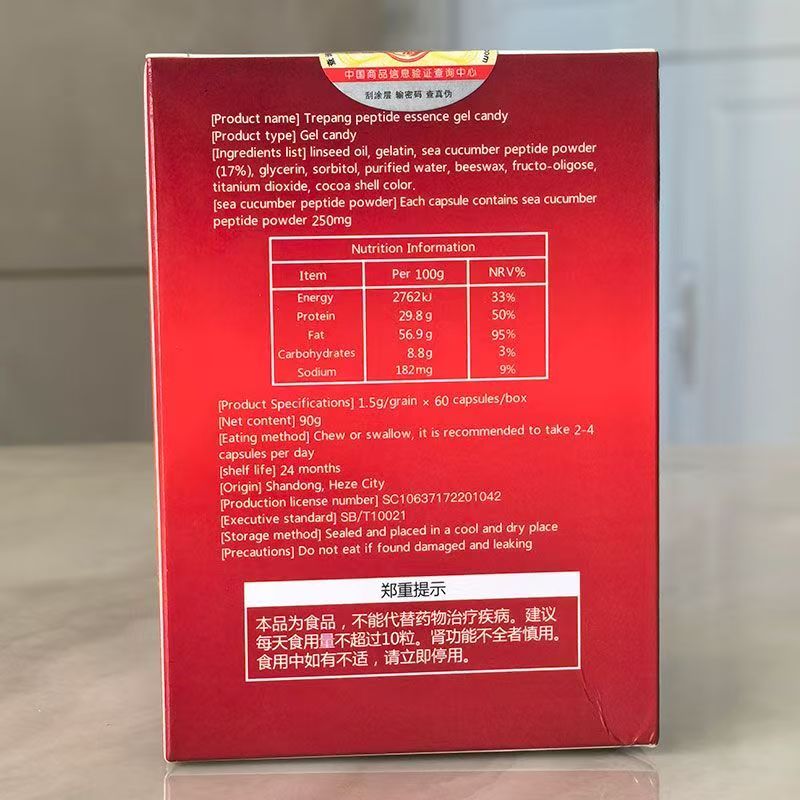 中国商品信息验证查询中心
刮涂层 输密码 查真伪
[Product name] Trepang peptide essence gel candy
[Product type] Gel candy
[Ingredients list] linseed oil, gelatin, sea cucumber peptide powder
(17%), glycerin, sorbitol, purified water, beeswax, fructo-oligose,
titanium dioxide, cocoa shell color.
[sea cucumber peptide powder] Each capsule contains sea cucumber
peptide powder 250mg
Nutrition Information
Item Per 100g NRV%
Energy 2762kJ 33%
Protein 29.8g 50%
Fat 56.9g 95%
Carbohydrates 8.8g 3%
Sodium 182mg 9%
[Product Specifications] 1.5g/grain × 60 capsules/box
[Net content] 90g
[Eating method] Chew or swallow, it is recommended to take 2-4
capsules per day
[shelf life] 24 months
[Origin] Shandong, Heze City
[Production license number] SC10637172201042
[Executive standard] SB/T10021
[Storage method] Sealed and placed in a cool and dry place
[Precautions] Do not eat if found damaged and leaking
郑重提示
本品为食品，不能代替药物治疗疾病。建议
每天食用量不超过10粒。肾功能不全者慎用。
食用中如有不适，请立即停用。